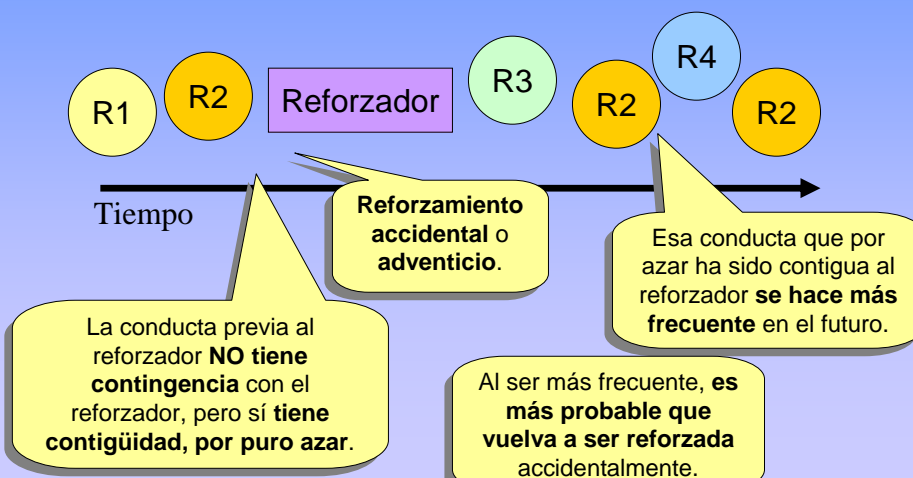 R1
R2
Reforzador
R3
R2
R4
R2
Tiempo
Reforzamiento
accidental o
adventicio.
Esa conducta que por
azar ha sido contigua al
reforzador se hace más
frecuente en el futuro.
La conducta previa al
reforzador NO tiene
contingencia con el
reforzador, pero sí tiene
contigüidad, por puro azar.
Al ser más frecuente, es
más probable que
vuelva a ser reforzada
accidentalmente.